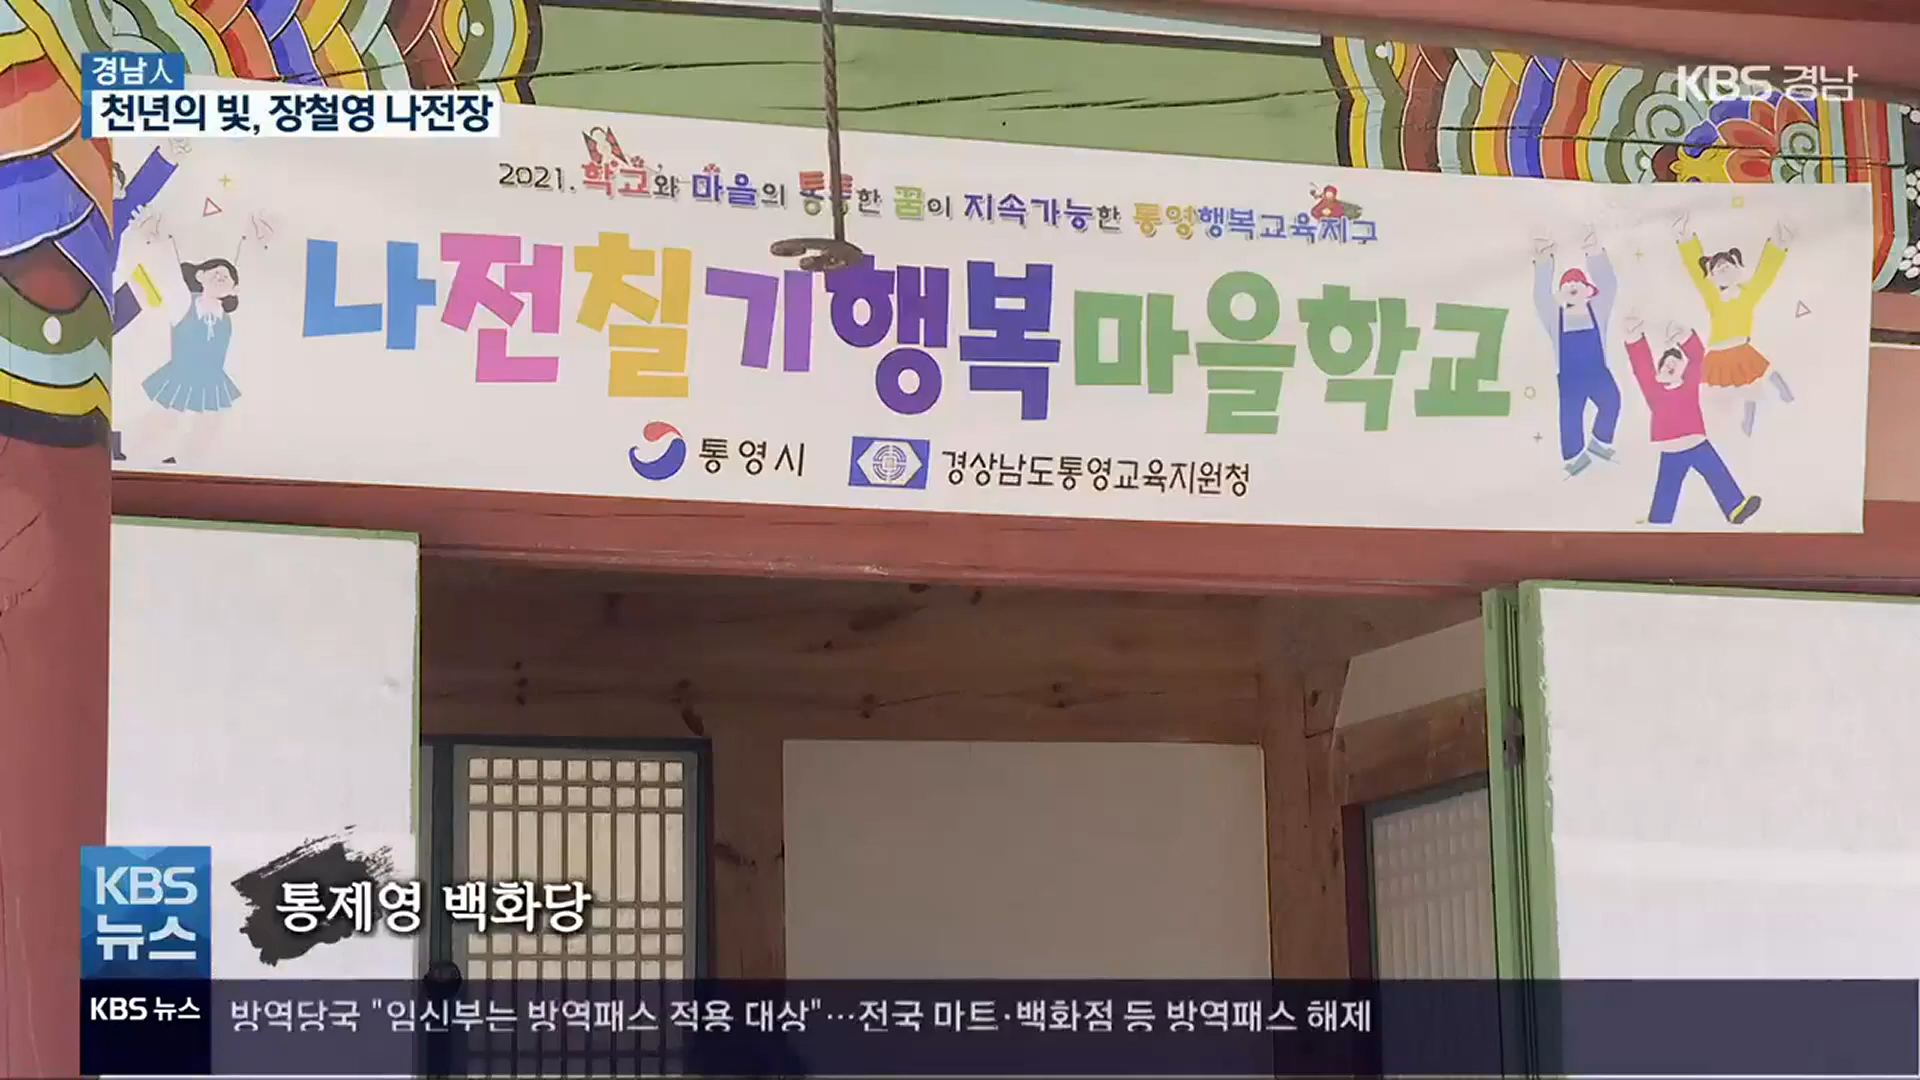 경남人
천년의 빛, 장철영 나전장
KBS 경남
2021. 학교와 마을의 통통한 꿈이 지속가능한 통영행복교육지구
나전칠기행복마을학교
통영시
경상남도통영교육지원청
KBS
뉴스
통제영 백화당
KBS 뉴스
방역당국 "임신부는 방역패스 적용 대상"…전국 마트·백화점 등 방역패스 해제